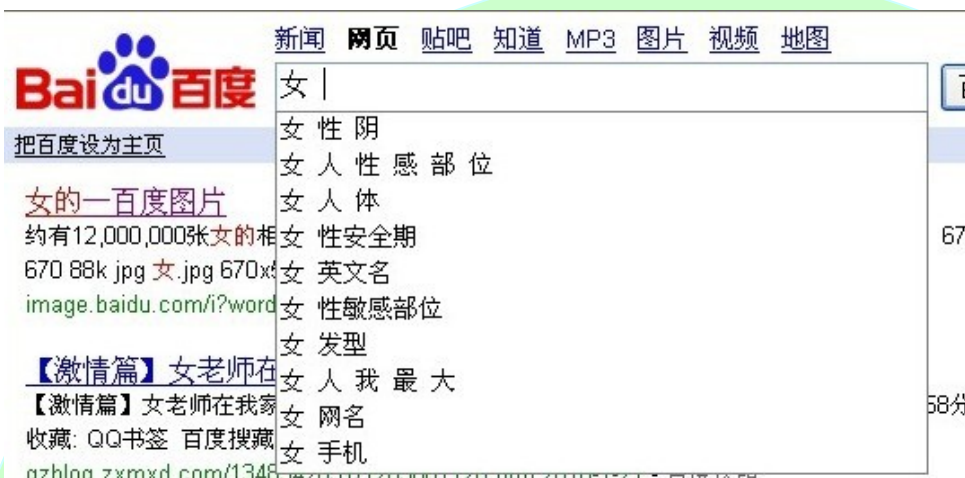 新闻 网页 贴吧 知道 MP3 图片 视频 地图
Bai du 百度
女
把百度设为主页
女 性 阴
女 人 性 感 部 位
女 人 体
女 性安全期
女 英文名
女 性敏感部位
女 发型
女 人 我 最 大
女 网名
女 手机
女的一百度图片
约有12,000,000张女的相
67
670 88k jpg 女.jpg 670x
image.baidu.com/i?word
【激情篇】女老师在
【激情篇】女老师在我家
58分
收藏: QQ书签 百度搜藏